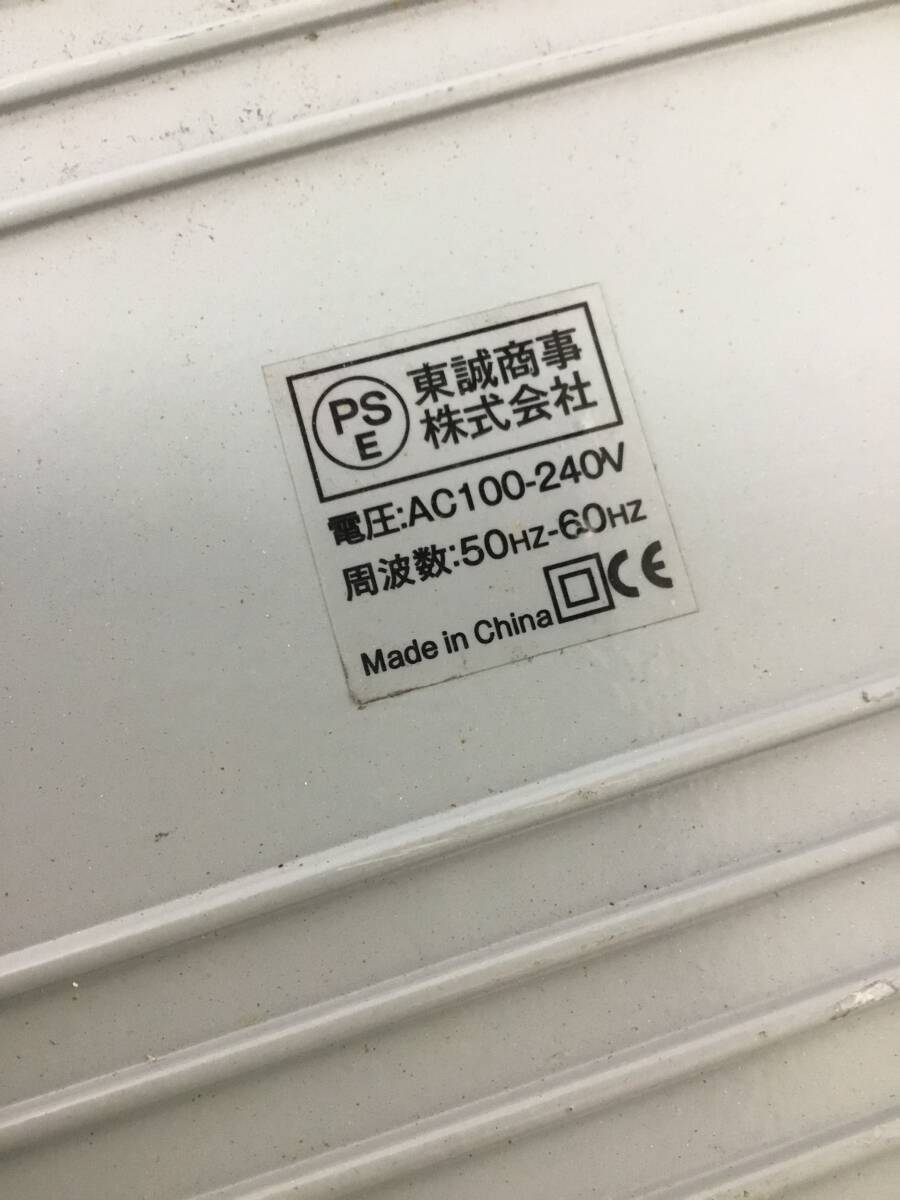 PS
E
東誠商事
株式会社
電圧:AC100-240V
周波数:50HZ-60HZ
Made in China
CE